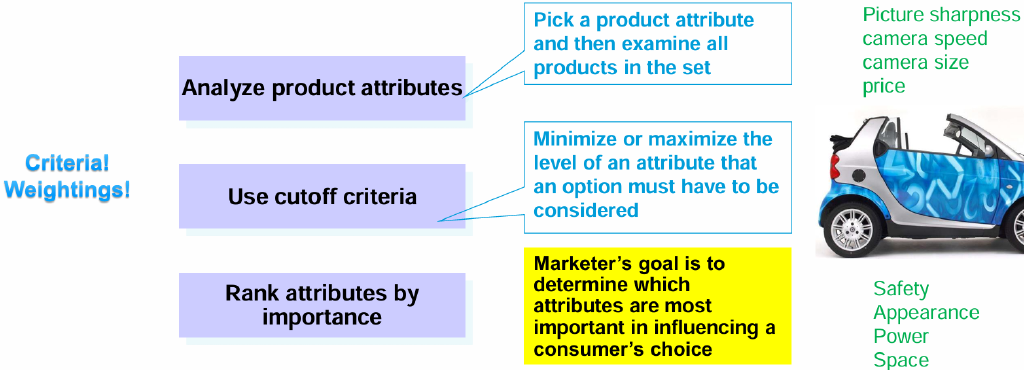 Criteria!
Weightings!
Analyze product attributes
Pick a product attribute
and then examine all
products in the set
Use cutoff criteria
Minimize or maximize the
level of an attribute that
an option must have to be
considered
Rank attributes by
importance
Marketer's goal is to
determine which
attributes are most
important in influencing a
consumer's choice
Picture sharpness
camera speed
camera size
price
Safety
Appearance
Power
Space